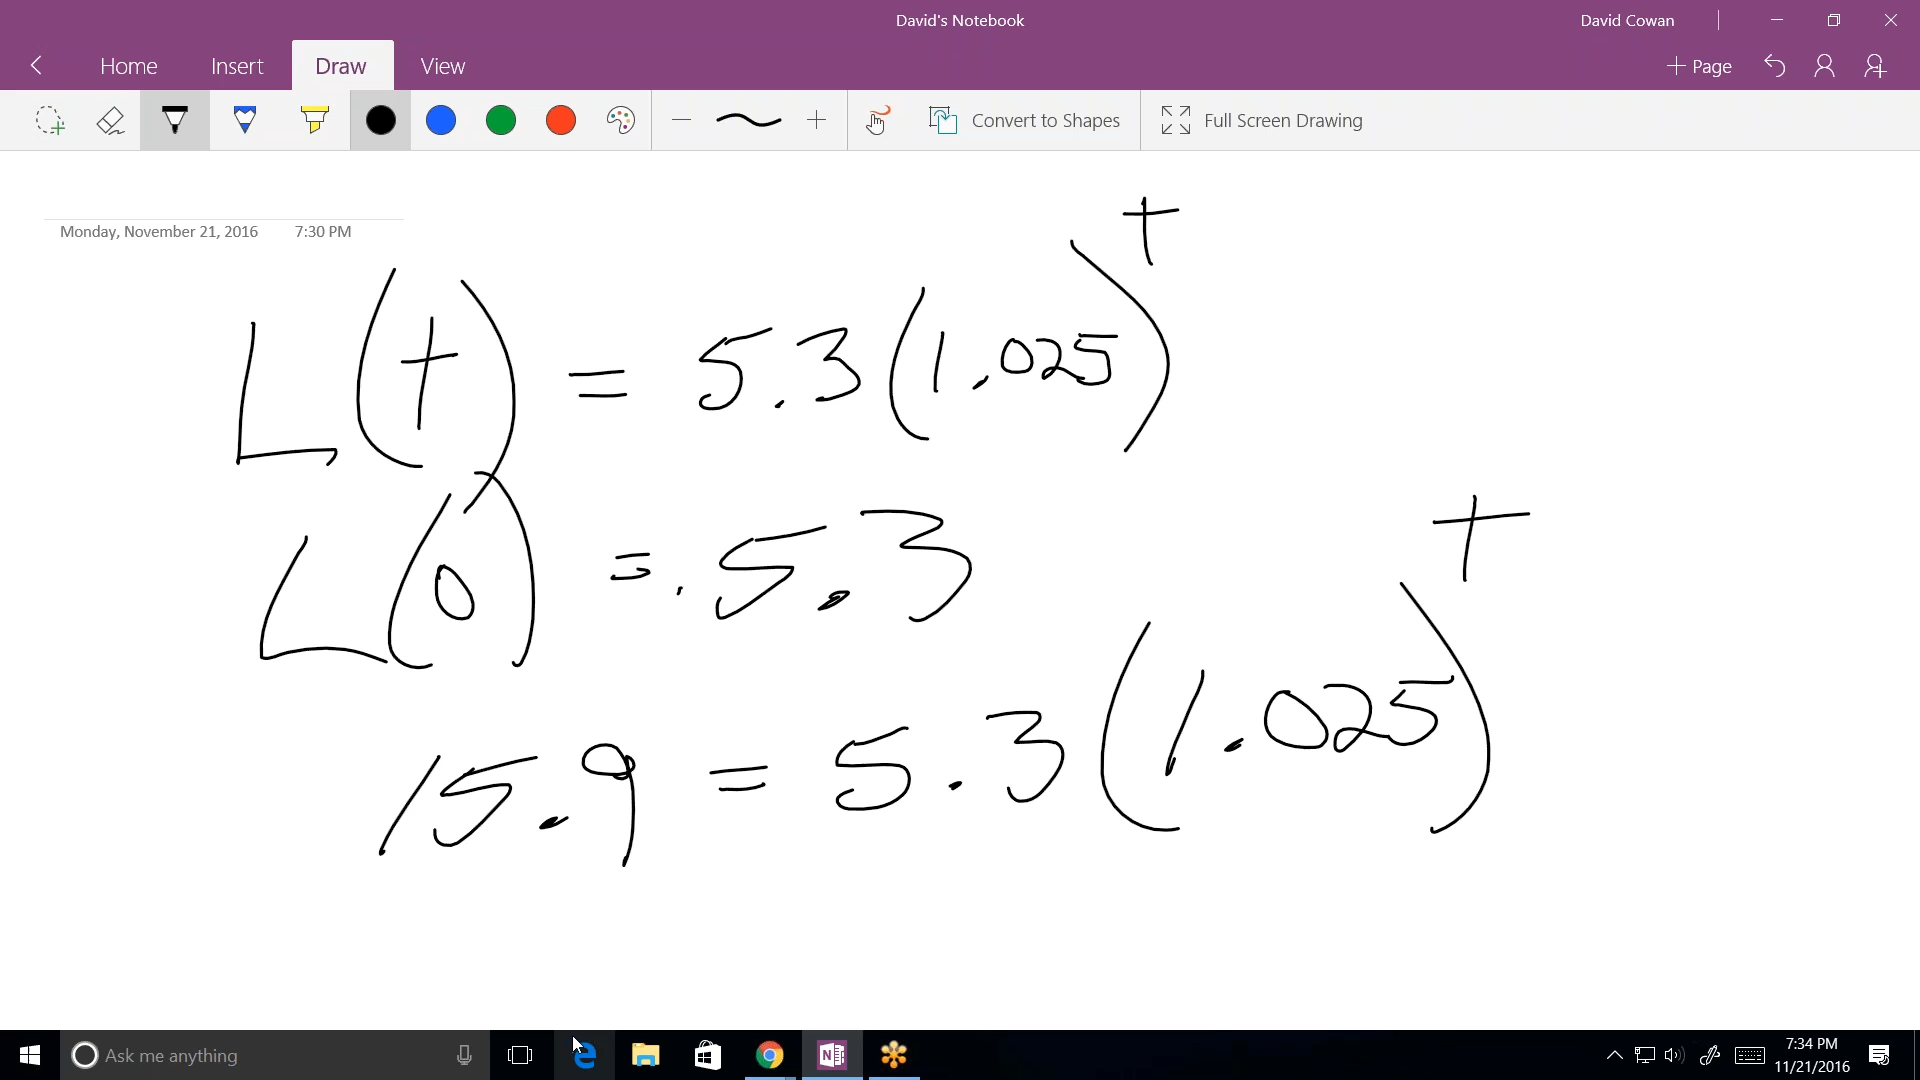 David's Notebook
David Cowan
Home Insert Draw View
Page
Convert to Shapes
Full Screen Drawing
Monday, November 21, 2016 7:30 PM
L(t) = 5.3(1.025)^t
L(0) = .5.3
15.9 = 5.3(1.025)^t
Ask me anything
N
7:34 PM
11/21/2016